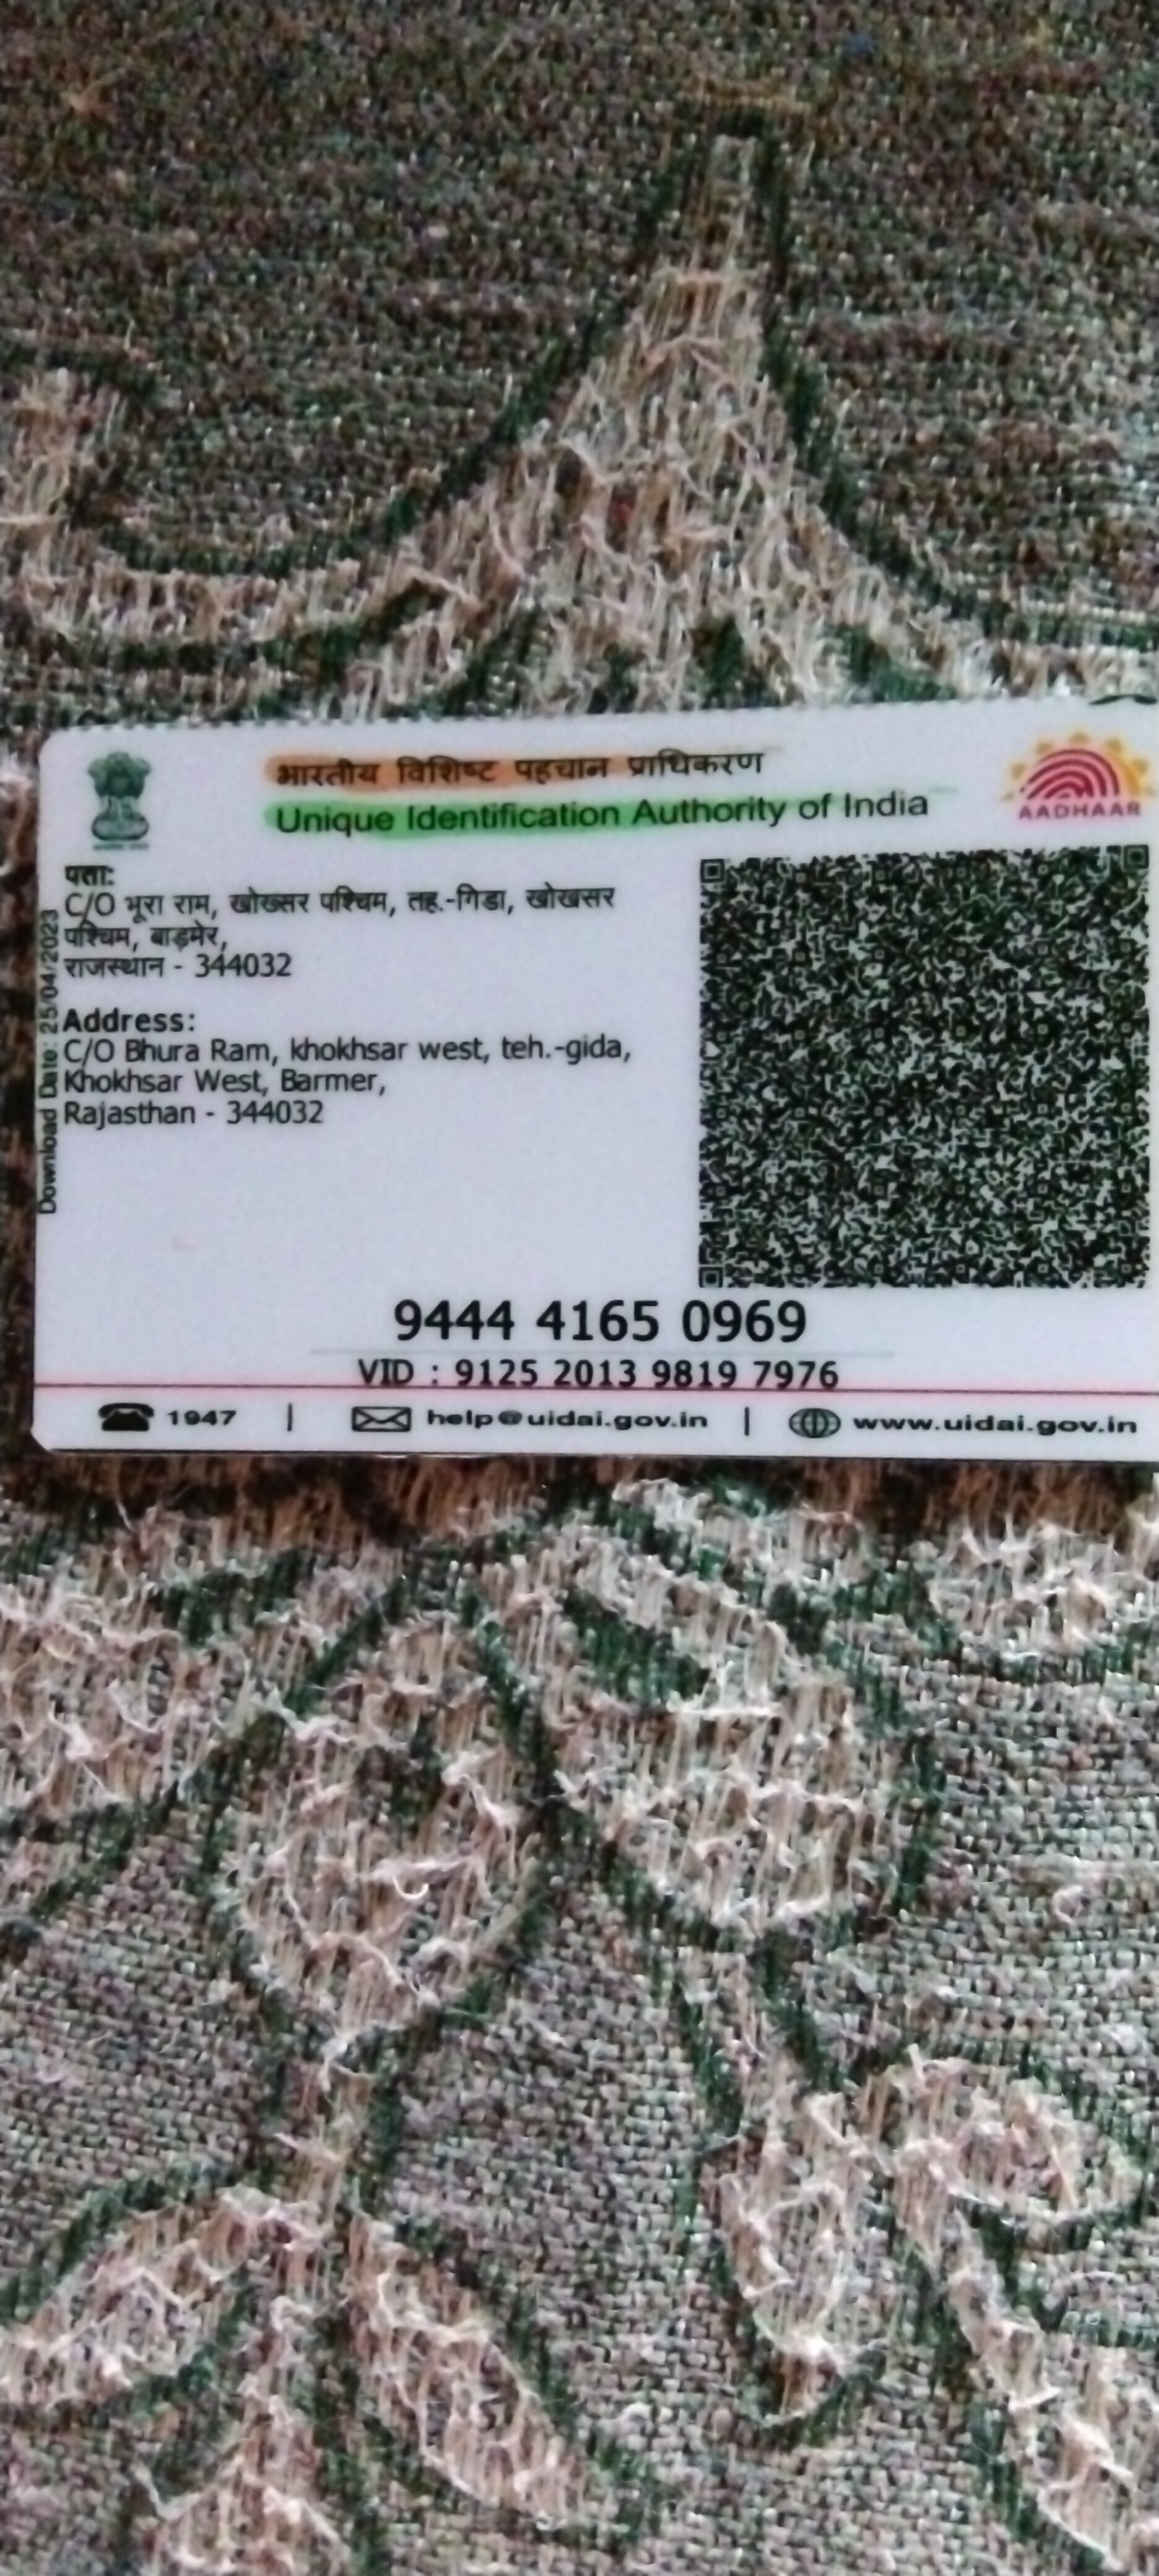 भारतीय विशिष्ट पहचान प्राधिकरण
Unique Identification Authority of India
AADHAAR
पता:
C/O भूरा राम, खोख्सर पश्चिम, तह.-गिडा, खोखसर
पश्चिम, बाड़मेर,
राजस्थान - 344032
Address:
C/O Bhura Ram, khokhsar west, teh.-gida,
Khokhsar West, Barmer,
Rajasthan - 344032
Download Date: 25/04/2023
9444 4165 0969
VID : 9125 2013 9819 7976
1947 | help@uidai.gov.in | www.uidai.gov.in